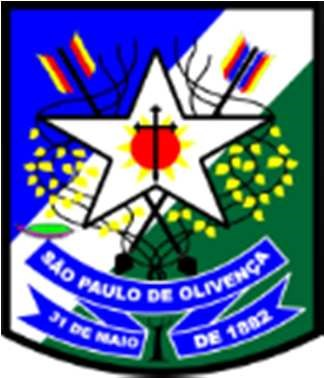 SÃO PAULO DE OLIVENÇA
31 DE MAIO
DE 1882